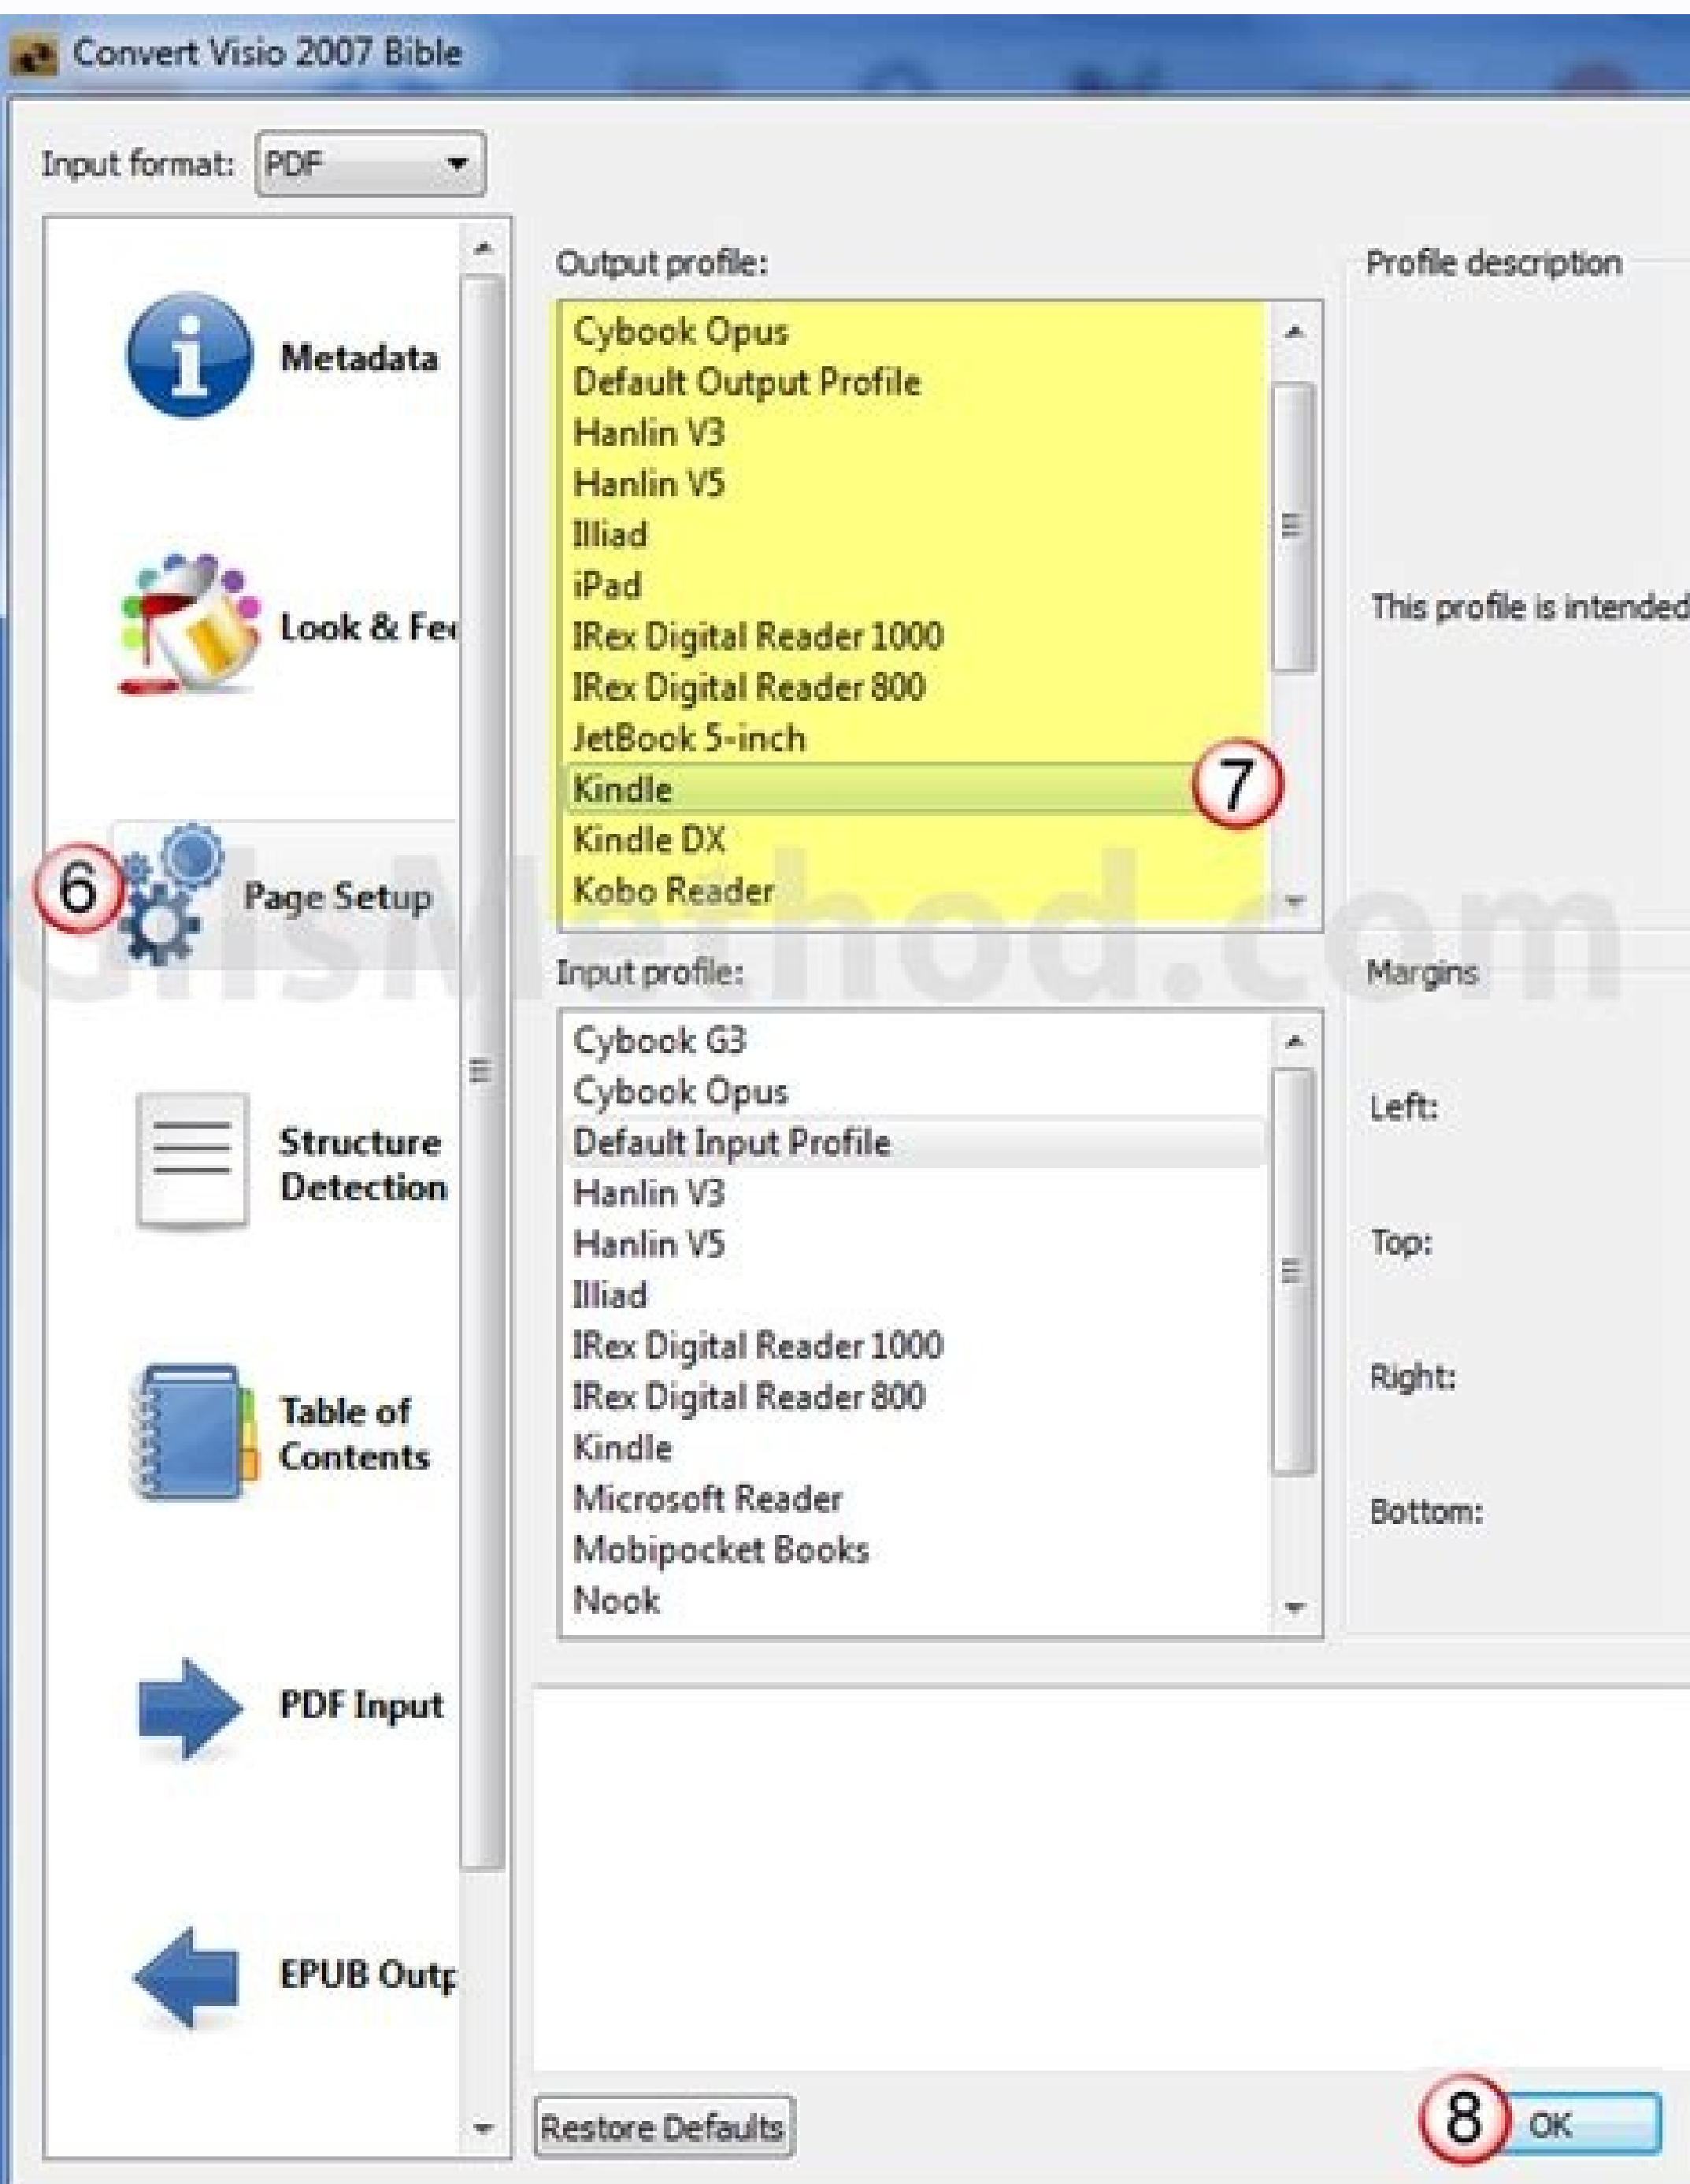 Convert Visio 2007 Bible
Input format: PDF
Metadata
Look & Fee
6
Page Setup
Structure
Detection
Table of
Contents
PDF Input
EPUB Outp
Output profile:
Cybook Opus
Default Output Profile
Hanlin V3
Hanlin V5
Illiad
iPad
IRex Digital Reader 1000
IRex Digital Reader 800
JetBook 5-inch
Kindle
7
Kindle DX
Kobo Reader
Profile description
This profile is intended
Input profile:
Cybook G3
Cybook Opus
Default Input Profile
Hanlin V3
Hanlin V5
Illiad
IRex Digital Reader 1000
IRex Digital Reader 800
Kindle
Microsoft Reader
Mobipocket Books
Nook
Margins
Left:
Top:
Right:
Bottom:
Restore Defaults
8
OK